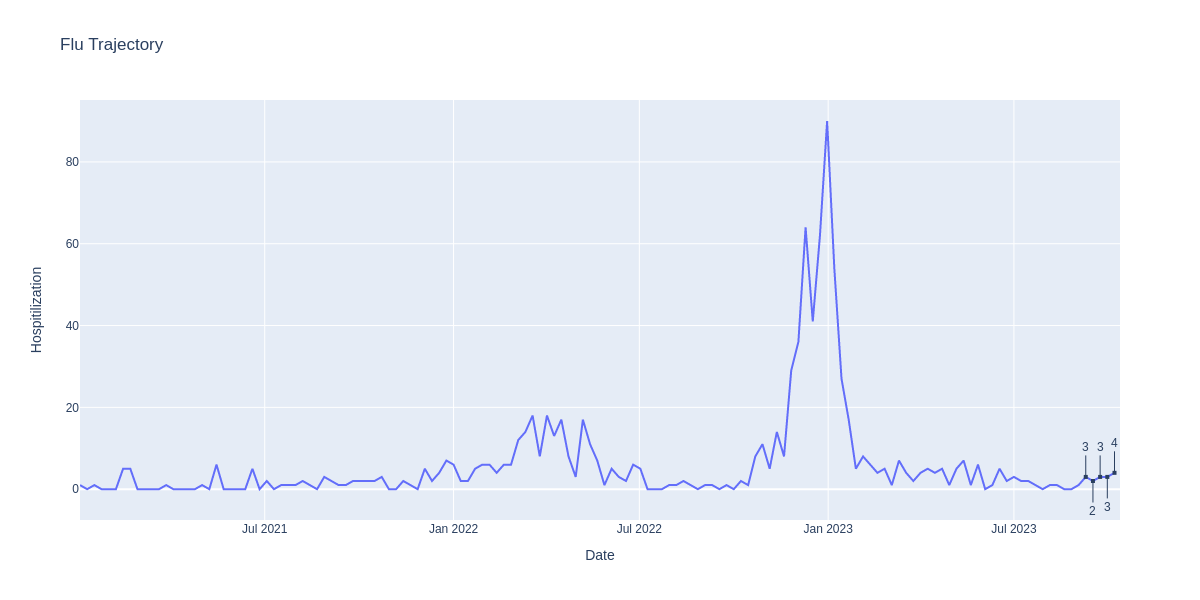 Flu Trajectory
Hospitilization
80
60
40
20
0
3
3
4
2
3
Jul 2021
Jan 2022
Jul 2022
Jan 2023
Jul 2023
Date